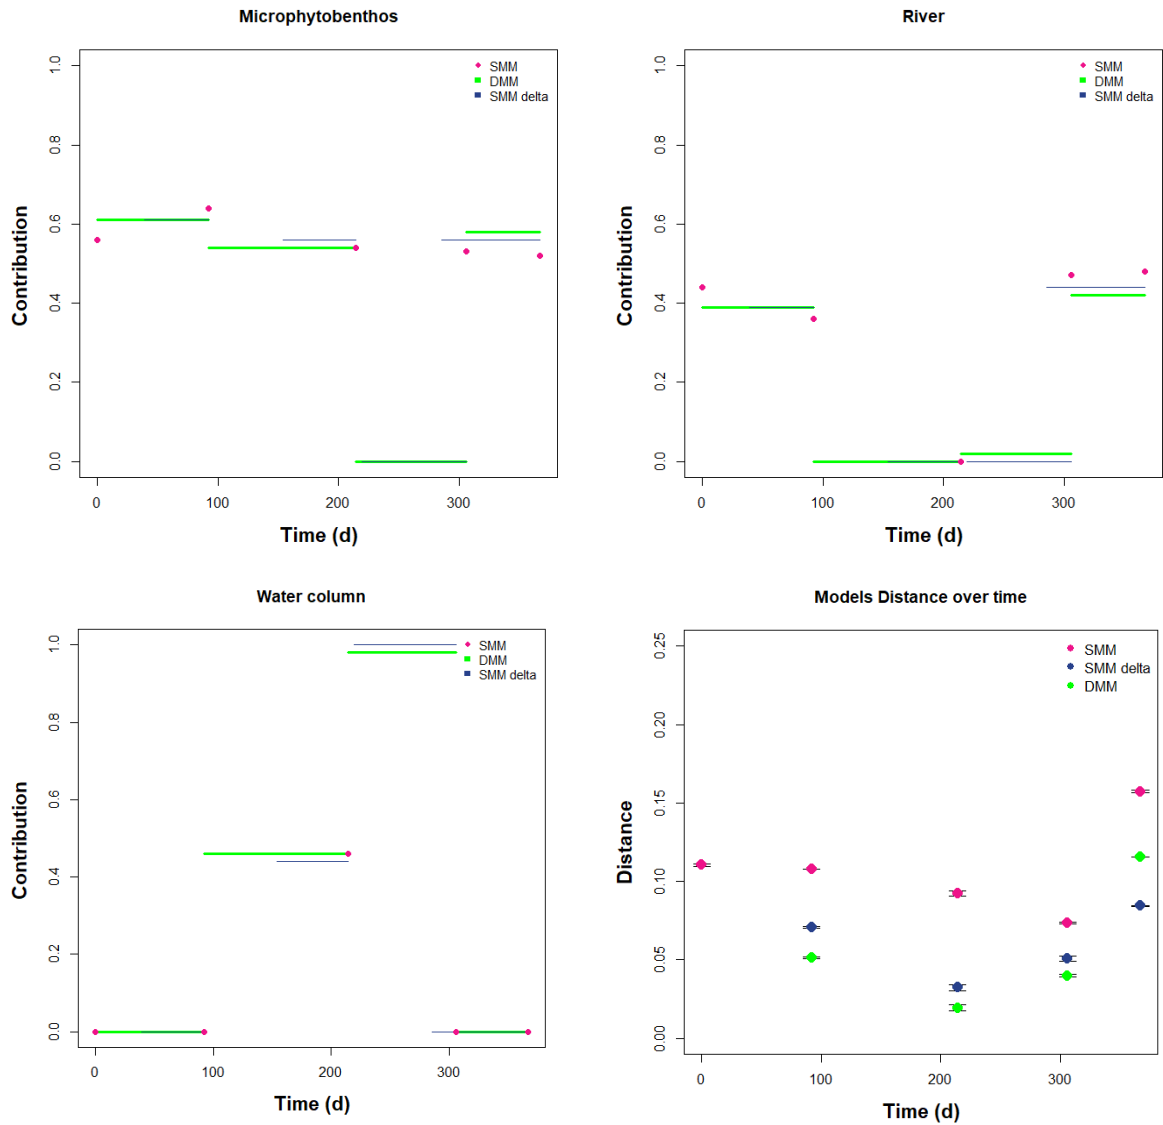 Microphytobenthos
SMM
DMM
SMM delta
1.0
0.8
0.6
0.4
0.2
0.0
Contribution
0 100 200 300
Time (d)
River
SMM
DMM
SMM delta
1.0
0.8
0.6
0.4
0.2
0.0
Contribution
0 100 200 300
Time (d)
Water column
SMM
DMM
SMM delta
1.0
0.8
0.6
0.4
0.2
0.0
Contribution
0 100 200 300
Time (d)
Models Distance over time
SMM
SMM delta
DMM
0.25
0.20
0.15
0.10
0.05
0.00
Distance
0 100 200 300
Time (d)